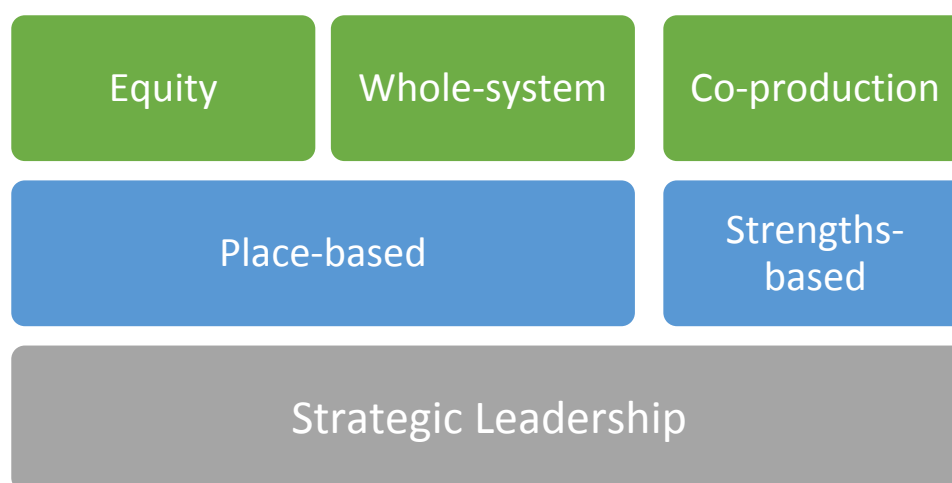 Equity
Whole-system
Co-production
Place-based
Strengths-
based
Strategic Leadership